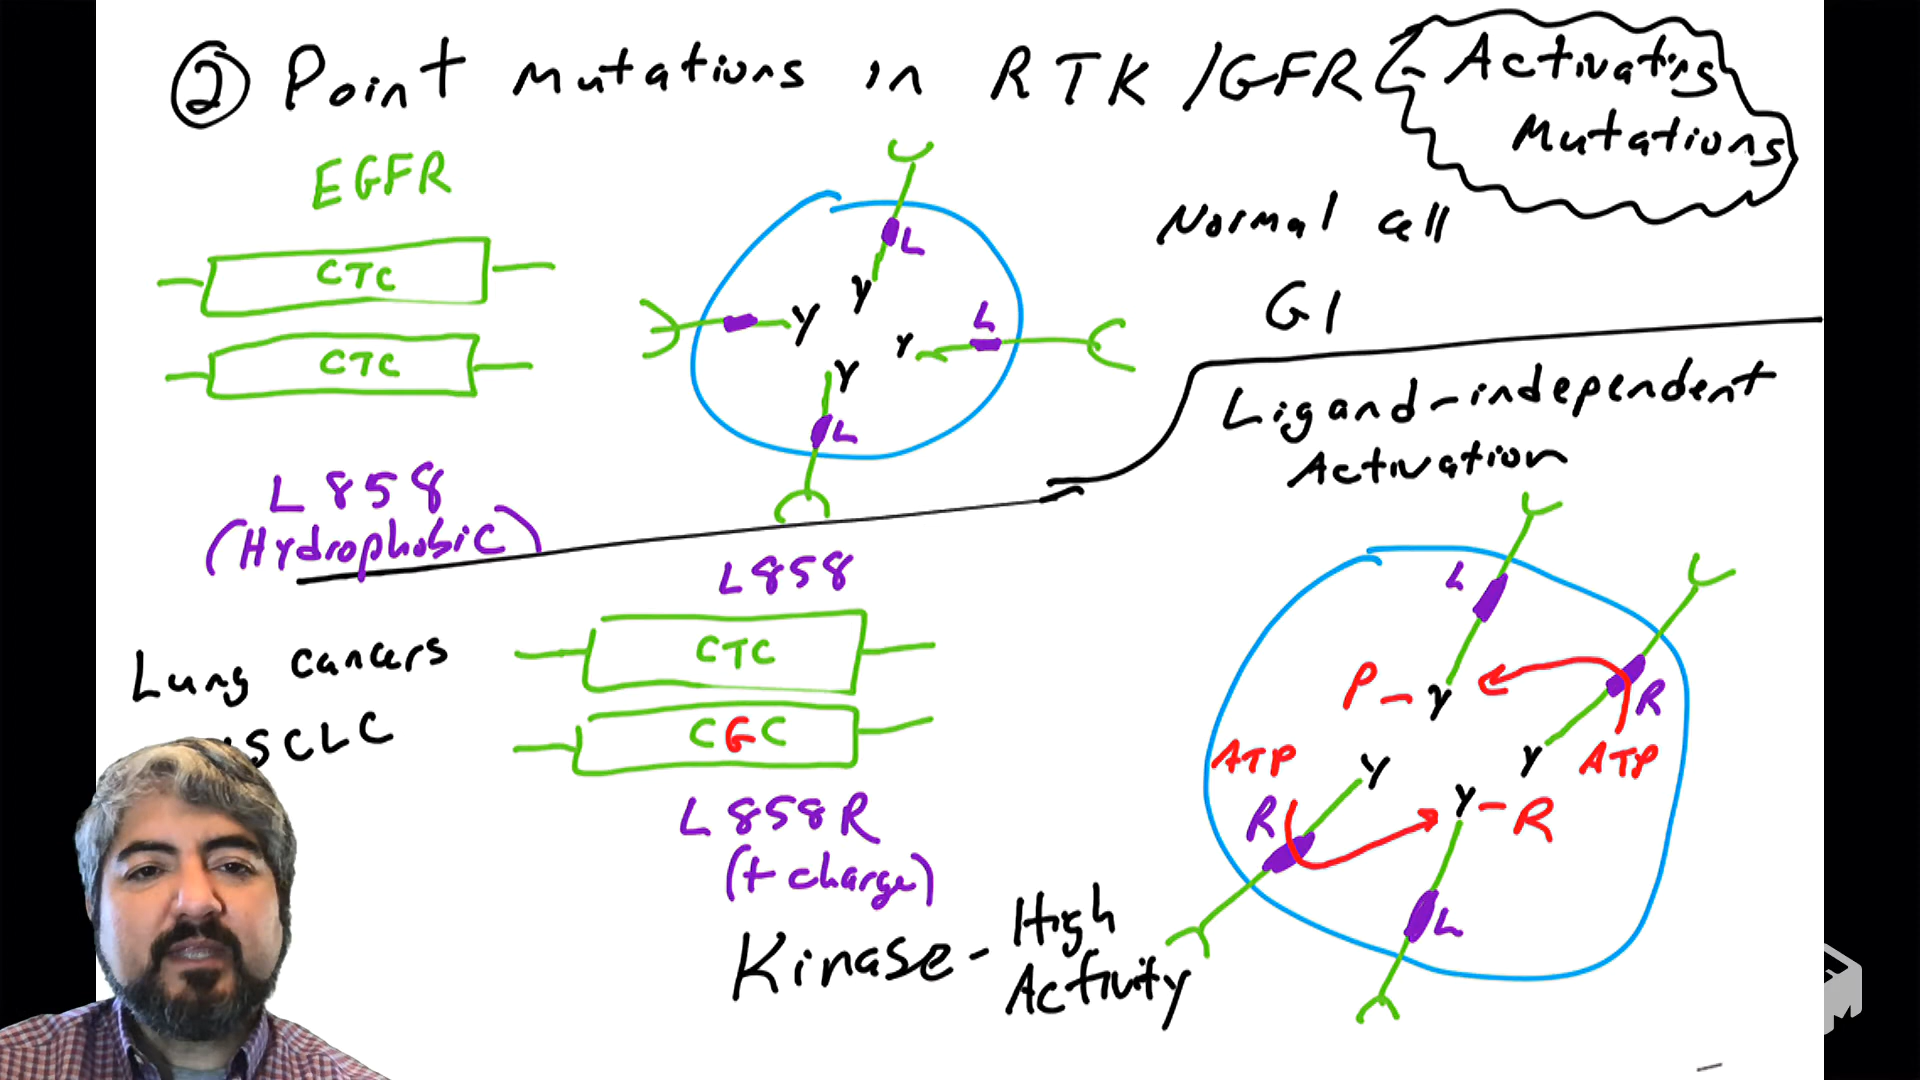 ② Point mutations in RTK/GFR
Activating
Mutations
EGFR
CTC
CTC
L858
(Hydrophobic)
L
L
L
Y
Y
Y
Y
Normal cell
G1
Ligand-independent
Activation
Lung cancers
SCLC
L858
CTC
CGC
L858R
(+ charge)
Kinase - High
Activity
L
P - Y
R
ATP
Y
ATP
Y
R
Y - R
L